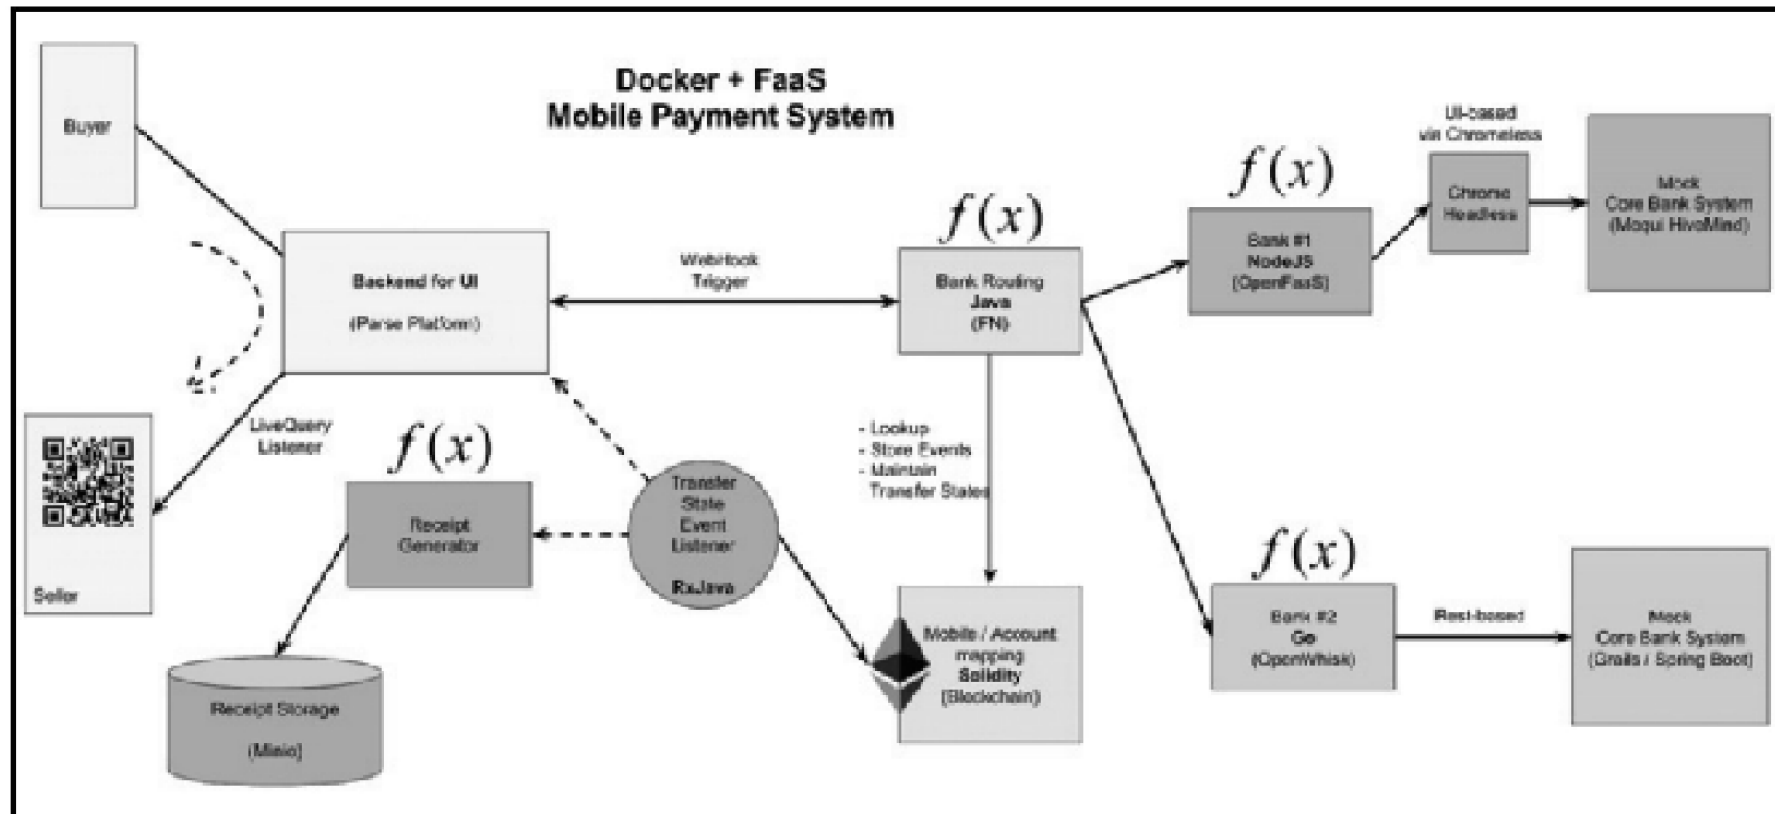 Docker + FaaS
Mobile Payment System
Buyer
Backend for UI
(Parse Platform)
WebHook
Trigger
f(x)
Bank Routing
Java
(FN)
f(x)
Bank #1
NodeJS
(OpenFaaS)
UI-based
via Chromeless
Chrome
Headless
Mock
Core Bank System
(Moqui HiveMind)
LiveQuery
Listener
Seller
f(x)
Receipt
Generator
Transfer
State
Event
Listener
RxJava
- Lookup
- Store Events
- Maintain
Transfer States
Receipt Storage
(Minio)
Mobile / Account
mapping
Solidity
(Blockchain)
f(x)
Bank #2
Go
(OpenWhisk)
Rest-based
Mock
Core Bank System
(Grails / Spring Boot)